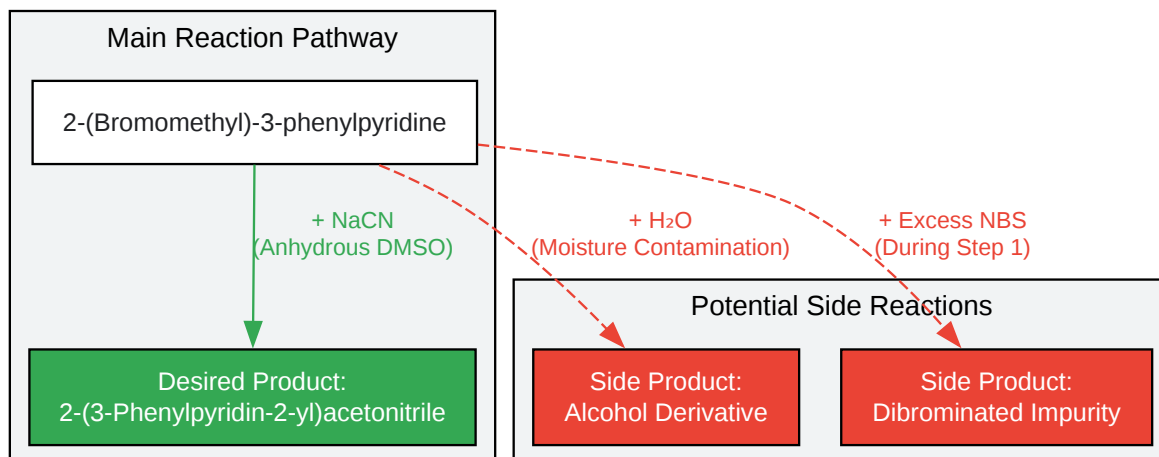 Main Reaction Pathway
2-(Bromomethyl)-3-phenylpyridine
+ NaCN
(Anhydrous DMSO)
+ H₂O
(Moisture Contamination)
+ Excess NBS
(During Step 1)
Potential Side Reactions
Desired Product:
2-(3-Phenylpyridin-2-yl)acetonitrile
Side Product:
Alcohol Derivative
Side Product:
Dibrominated Impurity